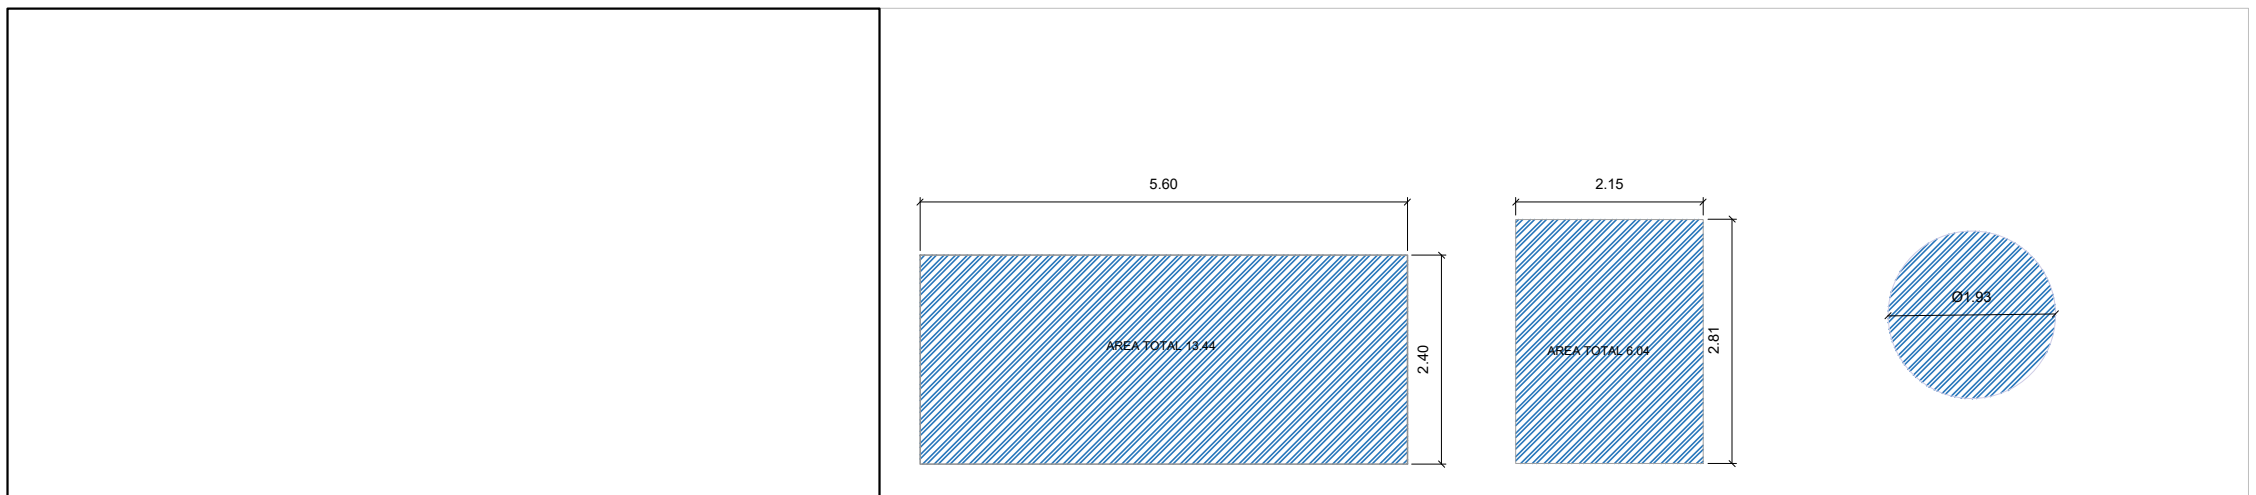 5.60
2.15
Ø1.93
AREA TOTAL 13.44
2.40
AREA TOTAL 6.04
2.81